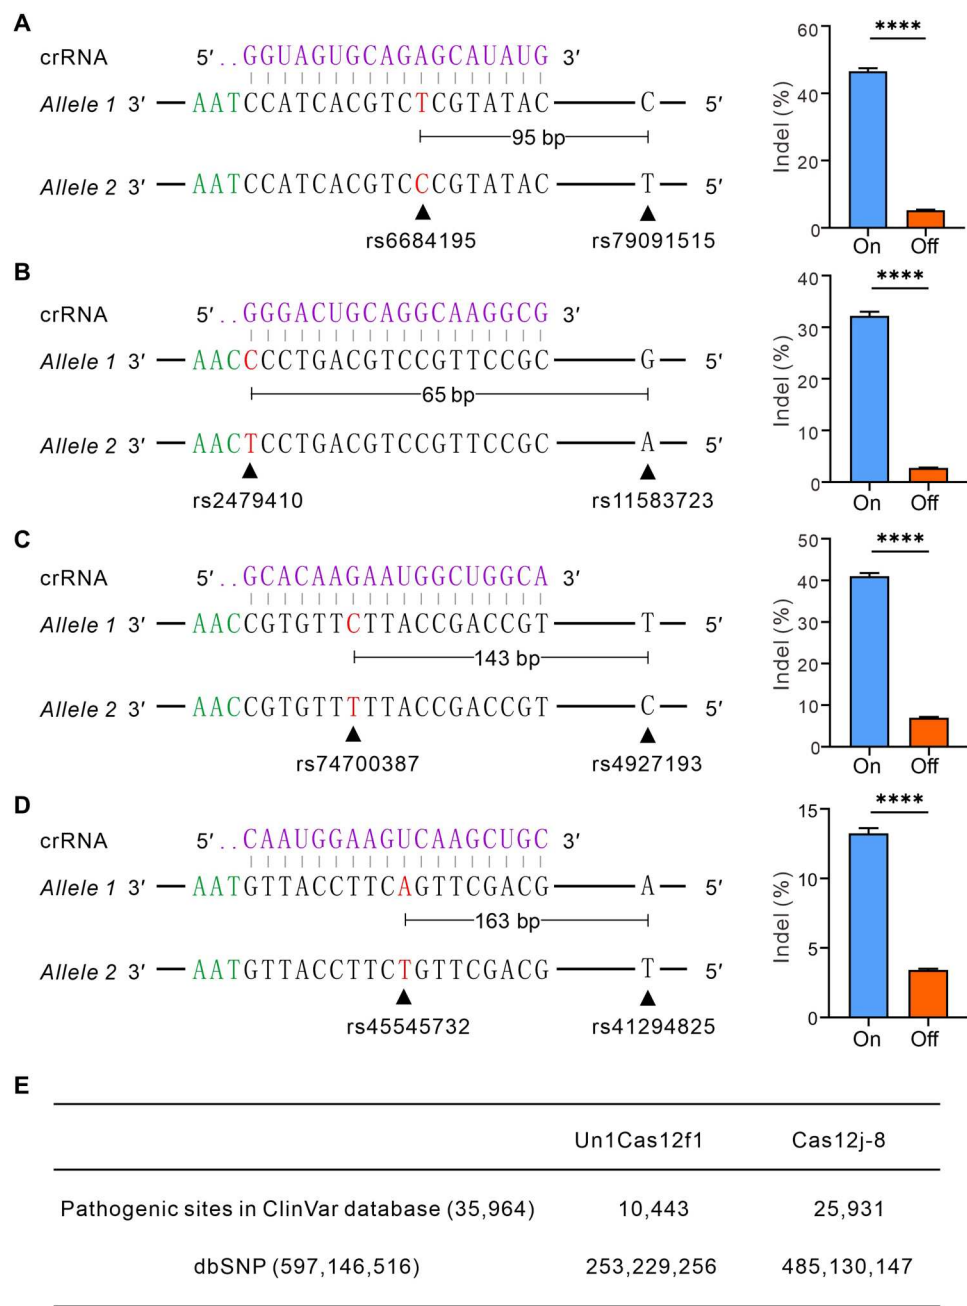 A
crRNA 5′ ..GGUAGUGCAGAGCAUAUG 3′
Allele 1 3′ AATCCATCACGTCTCGTATAC C 5′
95 bp
Allele 2 3′ AATCCATCACGTCCCGTATAC T 5′
rs6684195 rs79091515
60
40
20
0
Indel (%)
****
On Off
B
crRNA 5′ ..GGGACUGCAGGCAAGGCG 3′
Allele 1 3′ AACCCCTGACGTCCGTTCCGC G 5′
65 bp
Allele 2 3′ AACTCCTGACGTCCGTTCCGC A 5′
rs2479410 rs11583723
40
30
20
10
0
Indel (%)
****
On Off
C
crRNA 5′ ..GCACAAGAAUGGCUGGCA 3′
Allele 1 3′ AACCGTGTTCTTACCGACCGT T 5′
143 bp
Allele 2 3′ AACCGTGTTTTTACCGACCGT C 5′
rs74700387 rs4927193
50
40
30
20
10
0
Indel (%)
****
On Off
D
crRNA 5′ ..CAAUGGAAGUCAAGCUGC 3′
Allele 1 3′ AATGTTACCTTCAGTTCGACG A 5′
163 bp
Allele 2 3′ AATGTTACCTTCTGTTCGACG T 5′
rs45545732 rs41294825
15
10
5
0
Indel (%)
****
On Off
E
Un1Cas12f1 Cas12j-8
Pathogenic sites in ClinVar database (35,964) 10,443 25,931
dbSNP (597,146,516) 253,229,256 485,130,147